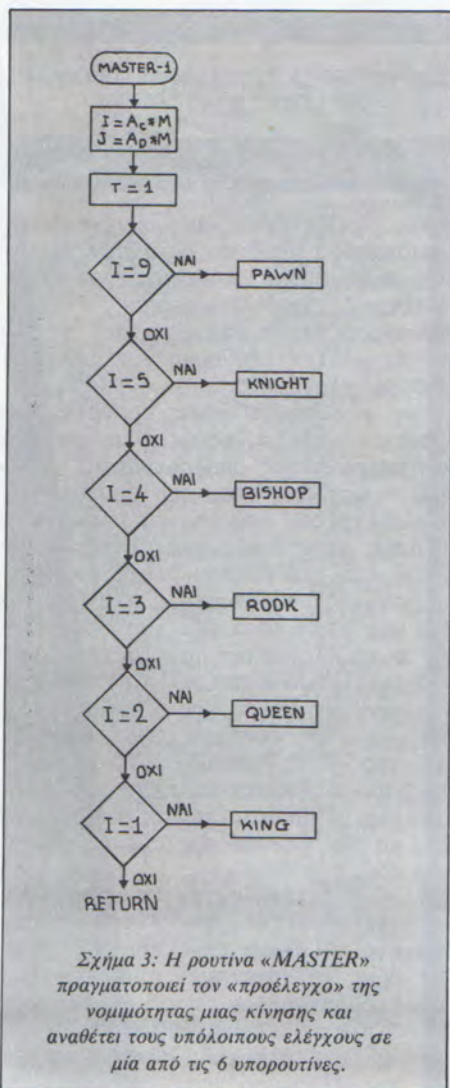 MASTER-1
I=Ac*M
J=AD*M
T=1
I=9
ΝΑΙ
PAWN
ΟΧΙ
I=5
ΝΑΙ
KNIGHT
ΟΧΙ
I=4
ΝΑΙ
BISHOP
ΟΧΙ
I=3
ΝΑΙ
ROOK
ΟΧΙ
I=2
ΝΑΙ
QUEEN
ΟΧΙ
I=1
ΝΑΙ
KING
ΟΧΙ
RETURN
Σχήμα 3: Η ρουτίνα «MASTER»
πραγματοποιεί τον «προέλεγχο» της
νομιμότητας μιας κίνησης και
αναθέτει τους υπόλοιπους ελέγχους σε
μία από τις 6 υπορουτίνες.